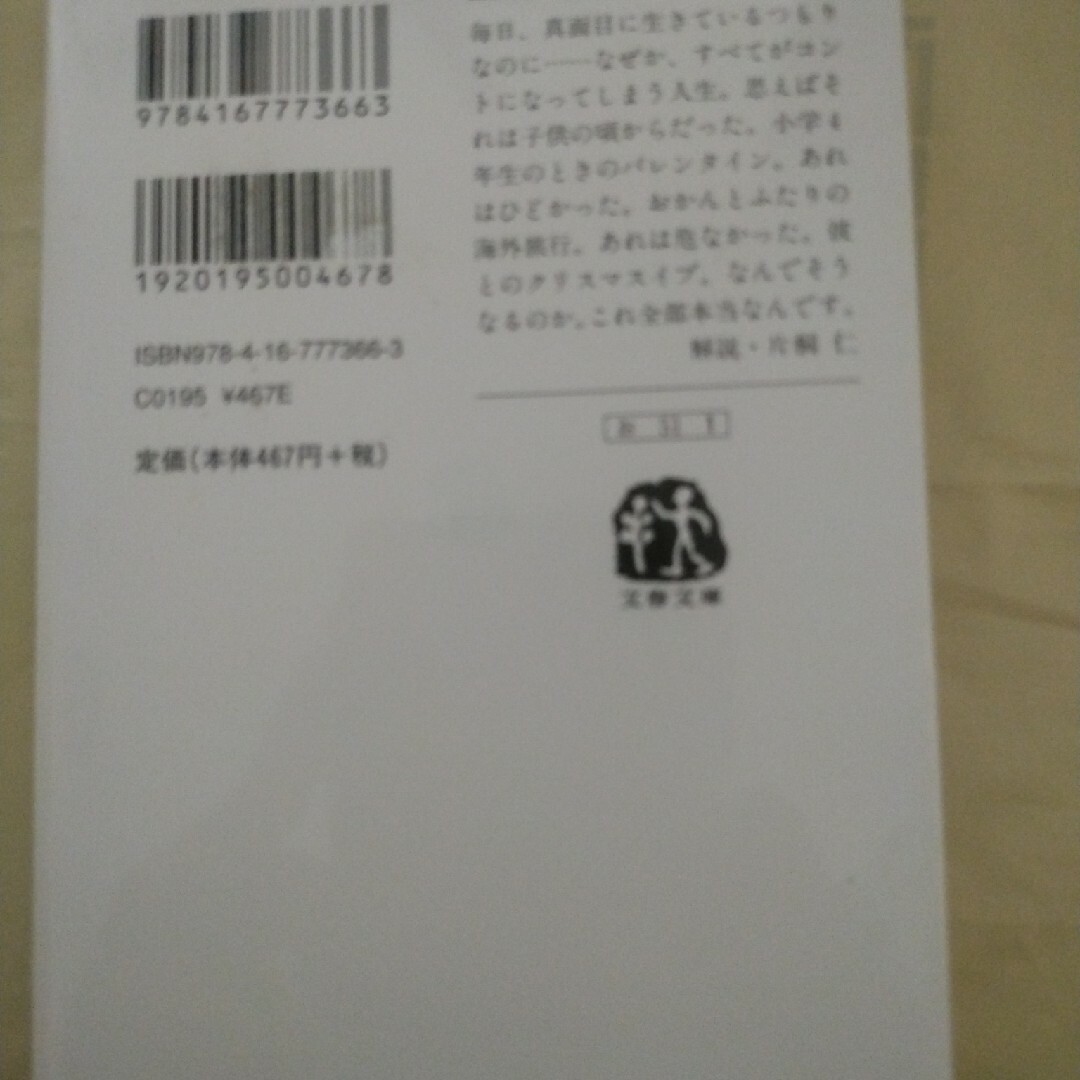 9784167773663
1920195004678
ISBN978-4-16-777366-3
C0195 ¥467E
定価(本体467円+税)
毎日、真面目に生きているつもり
なのに……なぜか、すべてがコン
トになってしまう人生。思えばそ
れは子供の頃からだった。小学4
年生のときのバレンタイン。あれ
はひどかった。おかんとふたりの
海外旅行。あれは危なかった。彼
とのクリスマスイブ。なんでそう
なるのか。これ全部本当なんです。
解説・片桐 仁
文春文庫